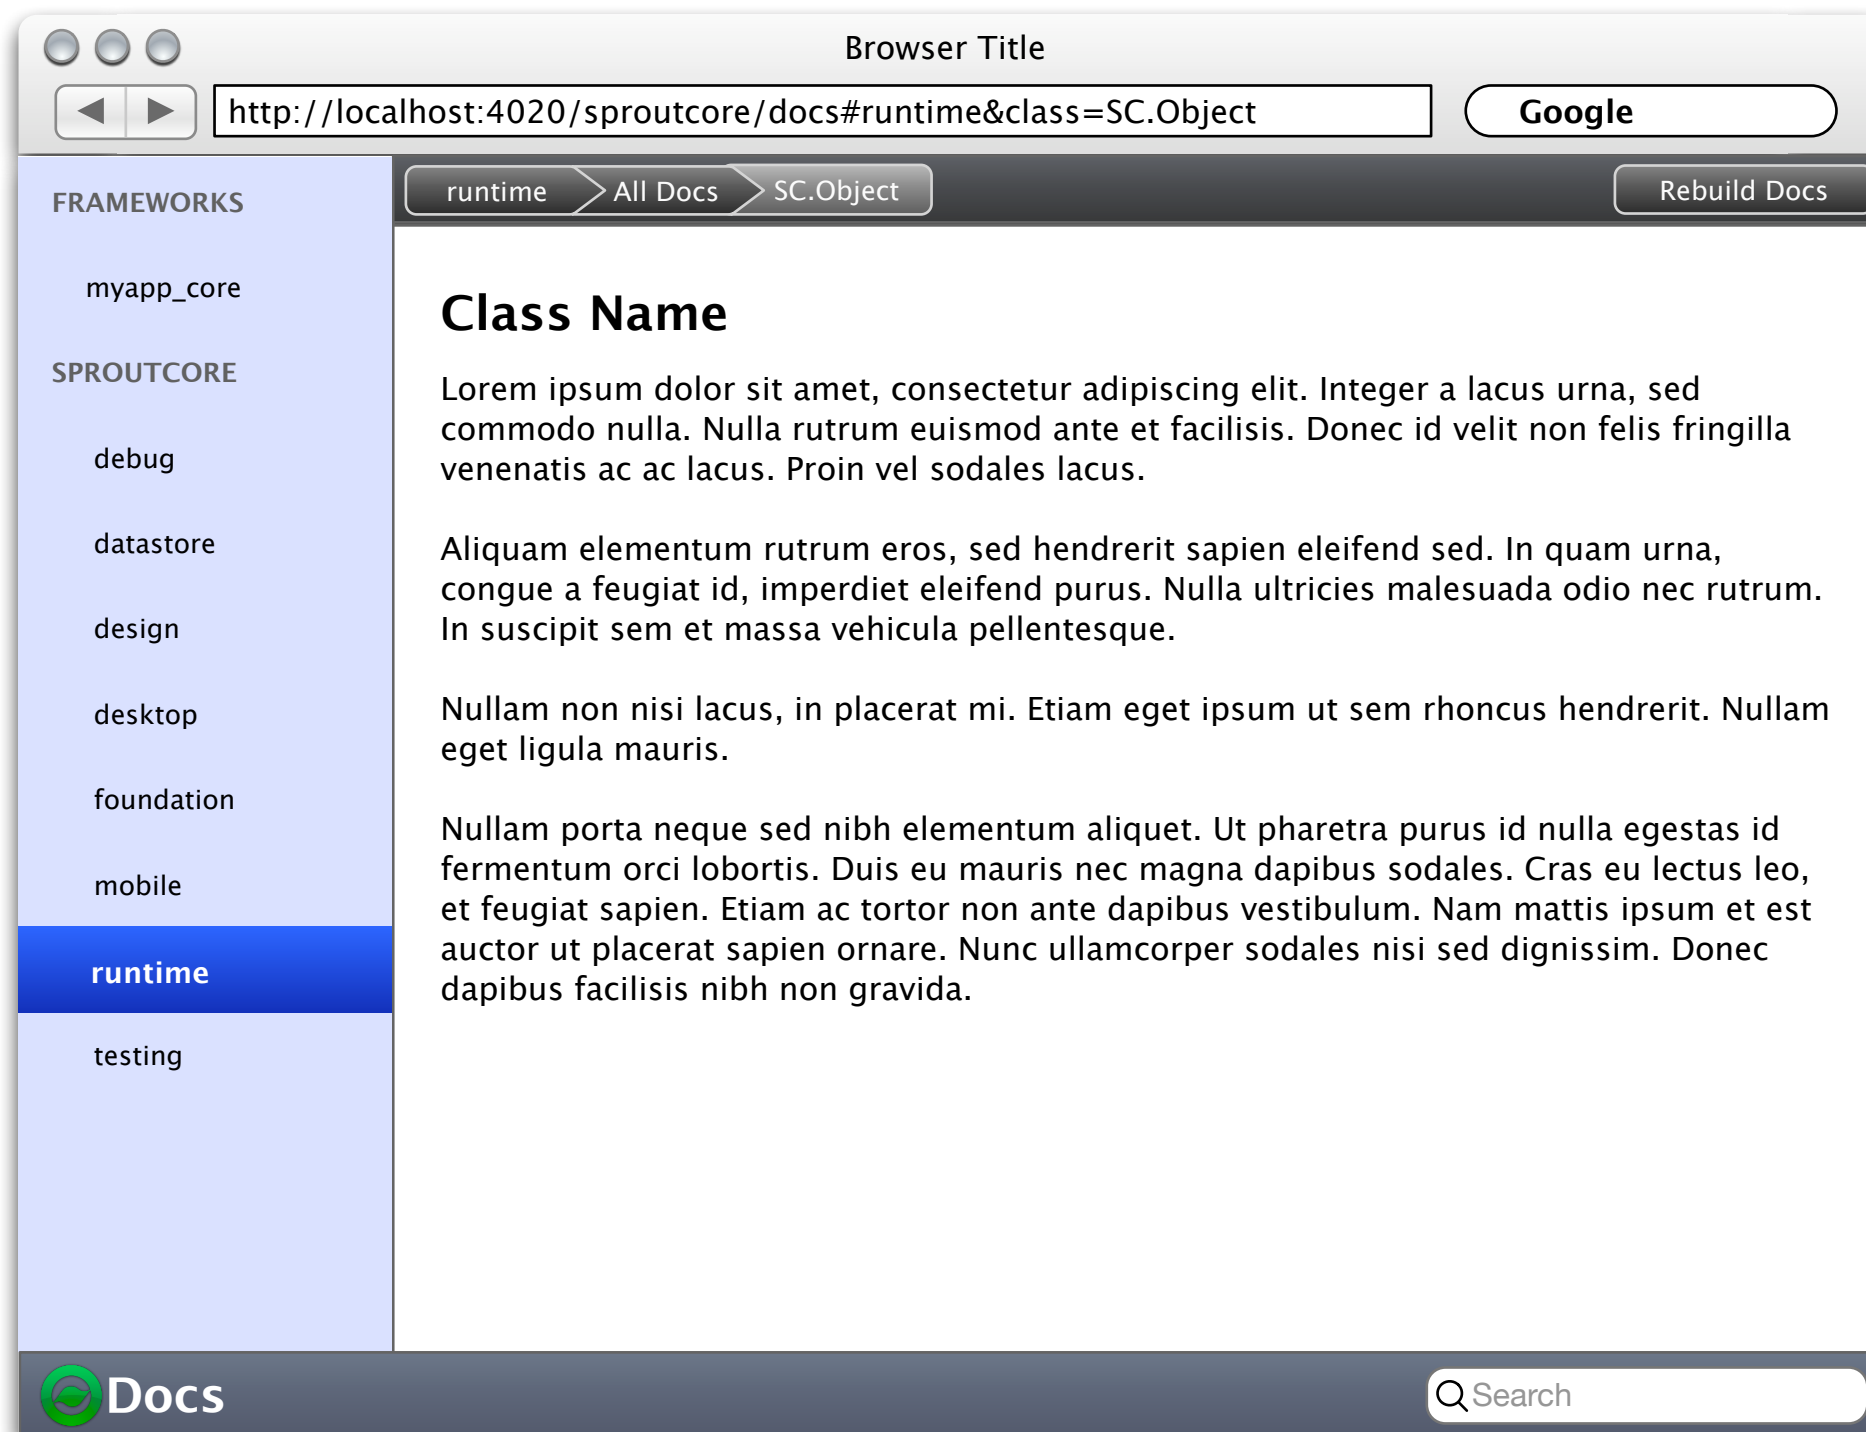 Browser Title
http://localhost:4020/sproutcore/docs#runtime&class=SC.Object
Google
FRAMEWORKS
myapp_core
SPROUTCORE
debug
datastore
design
desktop
foundation
mobile
runtime
testing
runtime
All Docs
SC.Object
Rebuild Docs
Class Name
Lorem ipsum dolor sit amet, consectetur adipiscing elit. Integer a lacus urna, sed
commodo nulla. Nulla rutrum euismod ante et facilisis. Donec id velit non felis fringilla
venenatis ac ac lacus. Proin vel sodales lacus.
Aliquam elementum rutrum eros, sed hendrerit sapien eleifend sed. In quam urna,
congue a feugiat id, imperdiet eleifend purus. Nulla ultricies malesuada odio nec rutrum.
In suscipit sem et massa vehicula pellentesque.
Nullam non nisi lacus, in placerat mi. Etiam eget ipsum ut sem rhoncus hendrerit. Nullam
eget ligula mauris.
Nullam porta neque sed nibh elementum aliquet. Ut pharetra purus id nulla egestas id
fermentum orci lobortis. Duis eu mauris nec magna dapibus sodales. Cras eu lectus leo,
et feugiat sapien. Etiam ac tortor non ante dapibus vestibulum. Nam mattis ipsum et est
auctor ut placerat sapien ornare. Nunc ullamcorper sodales nisi sed dignissim. Donec
dapibus facilisis nibh non gravida.
Docs
Search